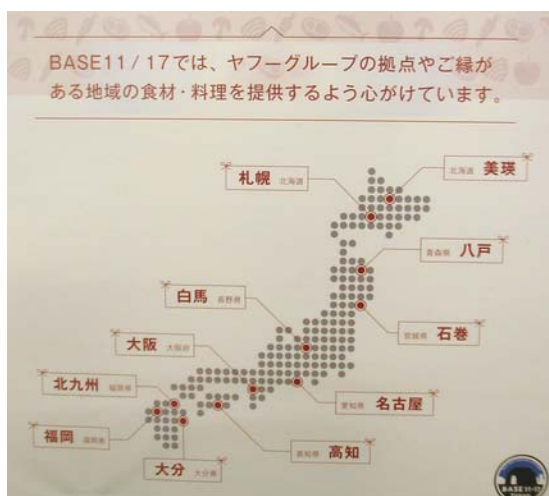 BASE11/17では、ヤフーグループの拠点やご縁が
ある地域の食材・料理を提供するよう心がけています。
札幌 北海道
北海道 美瑛
青森県 八戸
白馬 長野県
宮城県 石巻
大阪 大阪府
北九州 福岡県
愛知県 名古屋
福岡 福岡県
高知県 高知
大分 大分県
BASE11・17